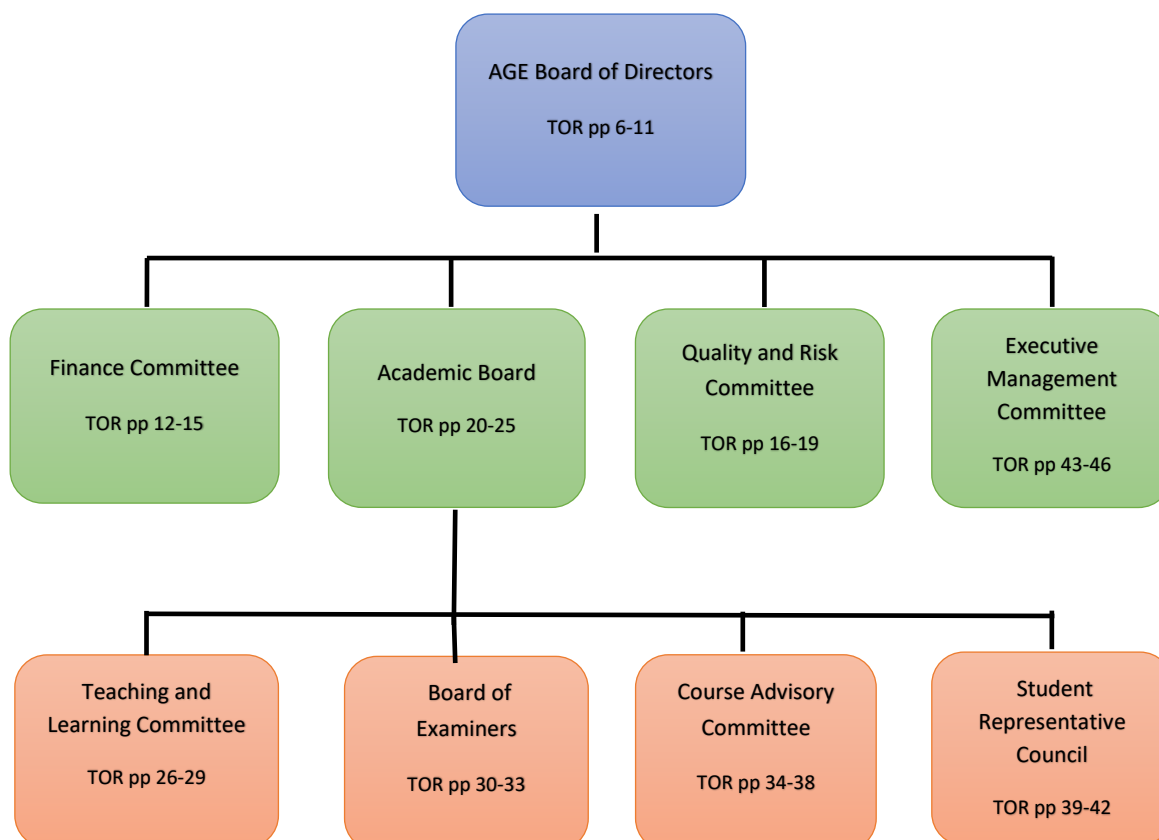 AGE Board of Directors
TOR pp 6-11
Finance Committee
TOR pp 12-15
Academic Board
TOR pp 20-25
Quality and Risk
Committee
TOR pp 16-19
Executive
Management
Committee
TOR pp 43-46
Teaching and
Learning Committee
TOR pp 26-29
Board of
Examiners
TOR pp 30-33
Course Advisory
Committee
TOR pp 34-38
Student
Representative
Council
TOR pp 39-42